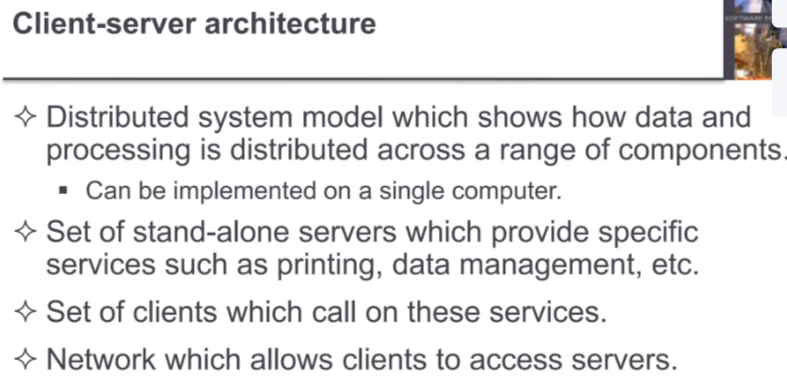 Client-server architecture
✧ Distributed system model which shows how data and
processing is distributed across a range of components.
▪ Can be implemented on a single computer.
✧ Set of stand-alone servers which provide specific
services such as printing, data management, etc.
✧ Set of clients which call on these services.
✧ Network which allows clients to access servers.